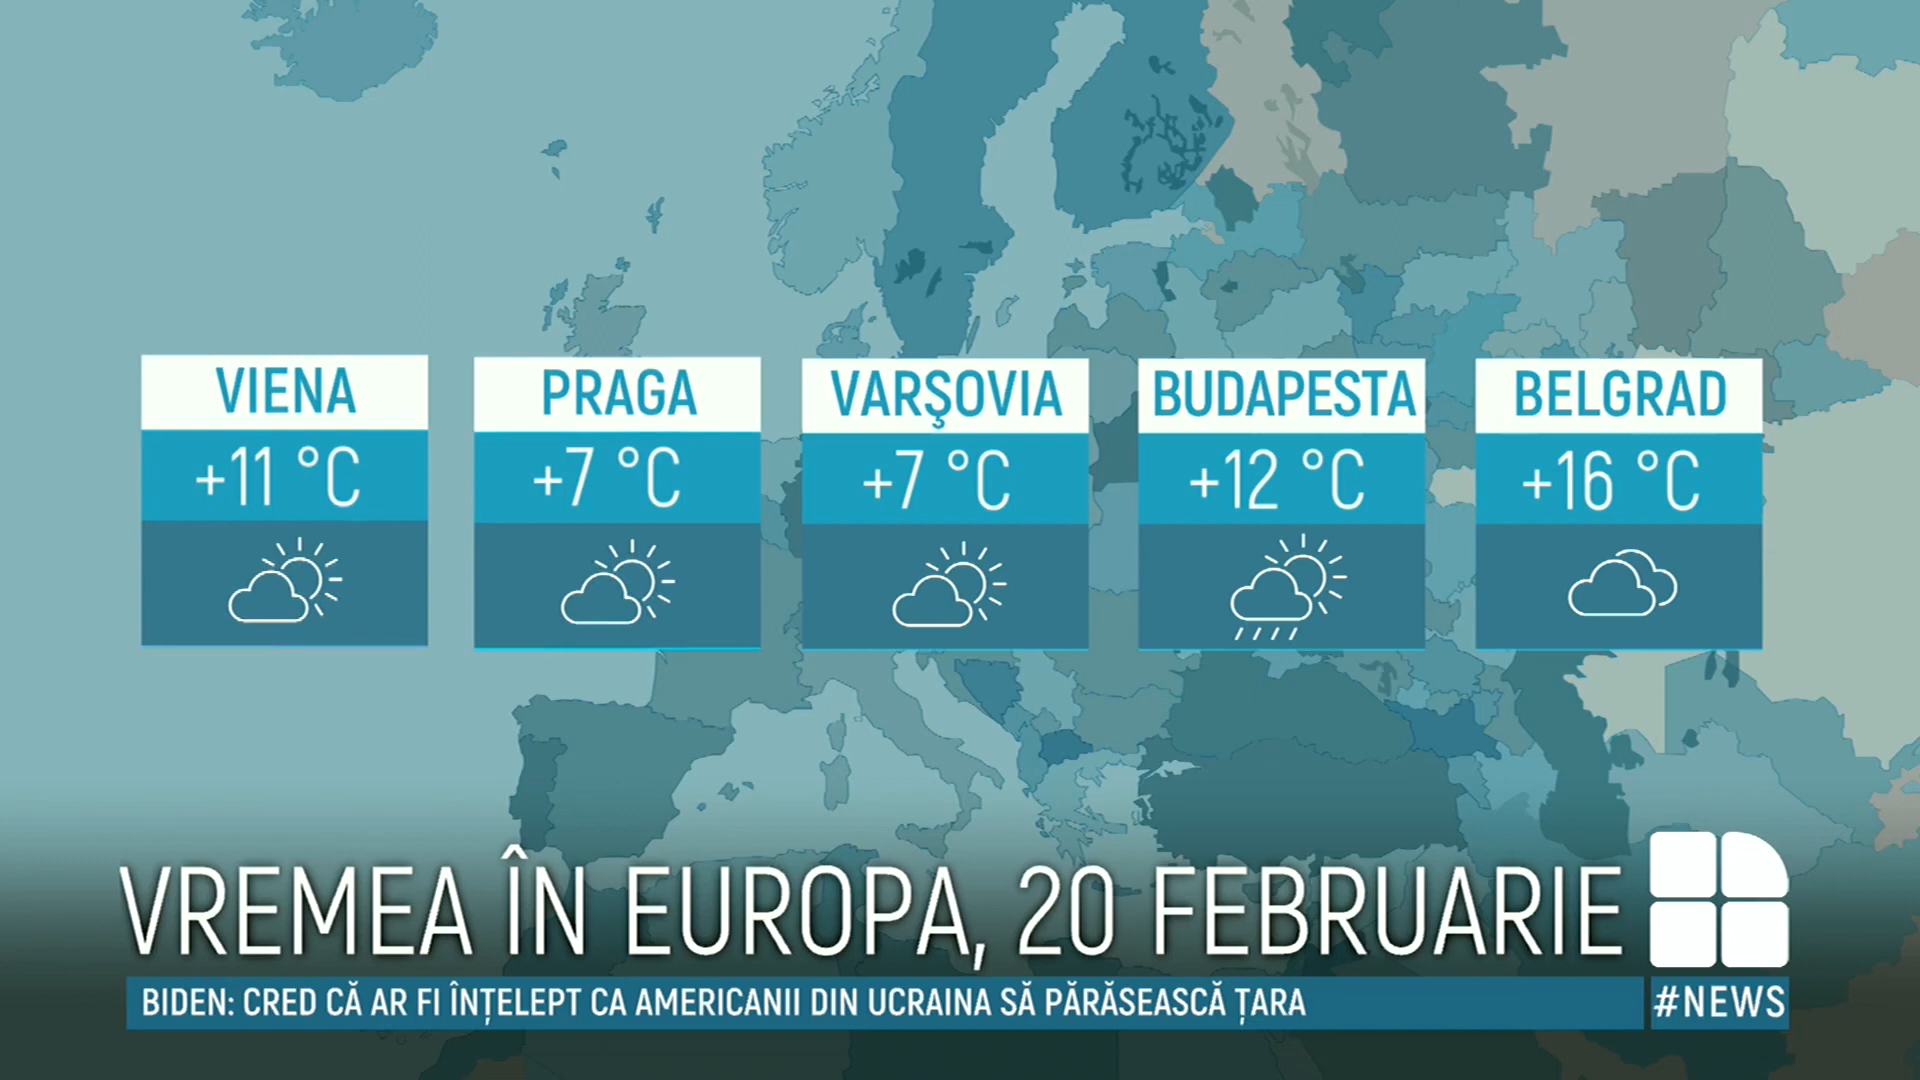 VIENA
+11 °C
PRAGA
+7 °C
VARŞOVIA
+7 °C
BUDAPESTA
+12 °C
BELGRAD
+16 °C
VREMEA ÎN EUROPA, 20 FEBRUARIE
BIDEN: CRED CĂ AR FI ÎNȚELEPT CA AMERICANII DIN UCRAINA SĂ PĂRĂSEASCĂ ȚARA
#NEWS